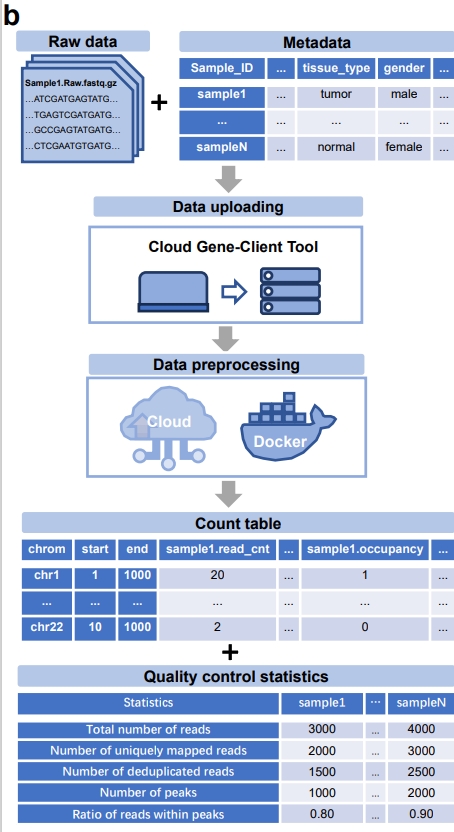 b
Raw data
Metadata
Sample1.Raw.fastq.gz
...ATCGATGAGTATG...
...TGAGTCGATGATG...
...GCCGAGTATGATG...
...CTCGAATGTGATG...
+
Sample_ID ... tissue_type gender ...
sample1 ... tumor male ...
... ... ... ...
sampleN ... normal female ...
Data uploading
Cloud Gene-Client Tool
Data preprocessing
Cloud
Docker
Count table
chrom start end sample1.read_cnt ... sample1.occupancy ...
chr1 1 1000 20 ... 1 ...
... ... ... ... ... ... ...
chr22 10 1000 2 ... 0 ...
+
Quality control statistics
Statistics sample1 ... sampleN
Total number of reads 3000 ... 4000
Number of uniquely mapped reads 2000 ... 3000
Number of deduplicated reads 1500 ... 2500
Number of peaks 1000 ... 2000
Ratio of reads within peaks 0.80 ... 0.90